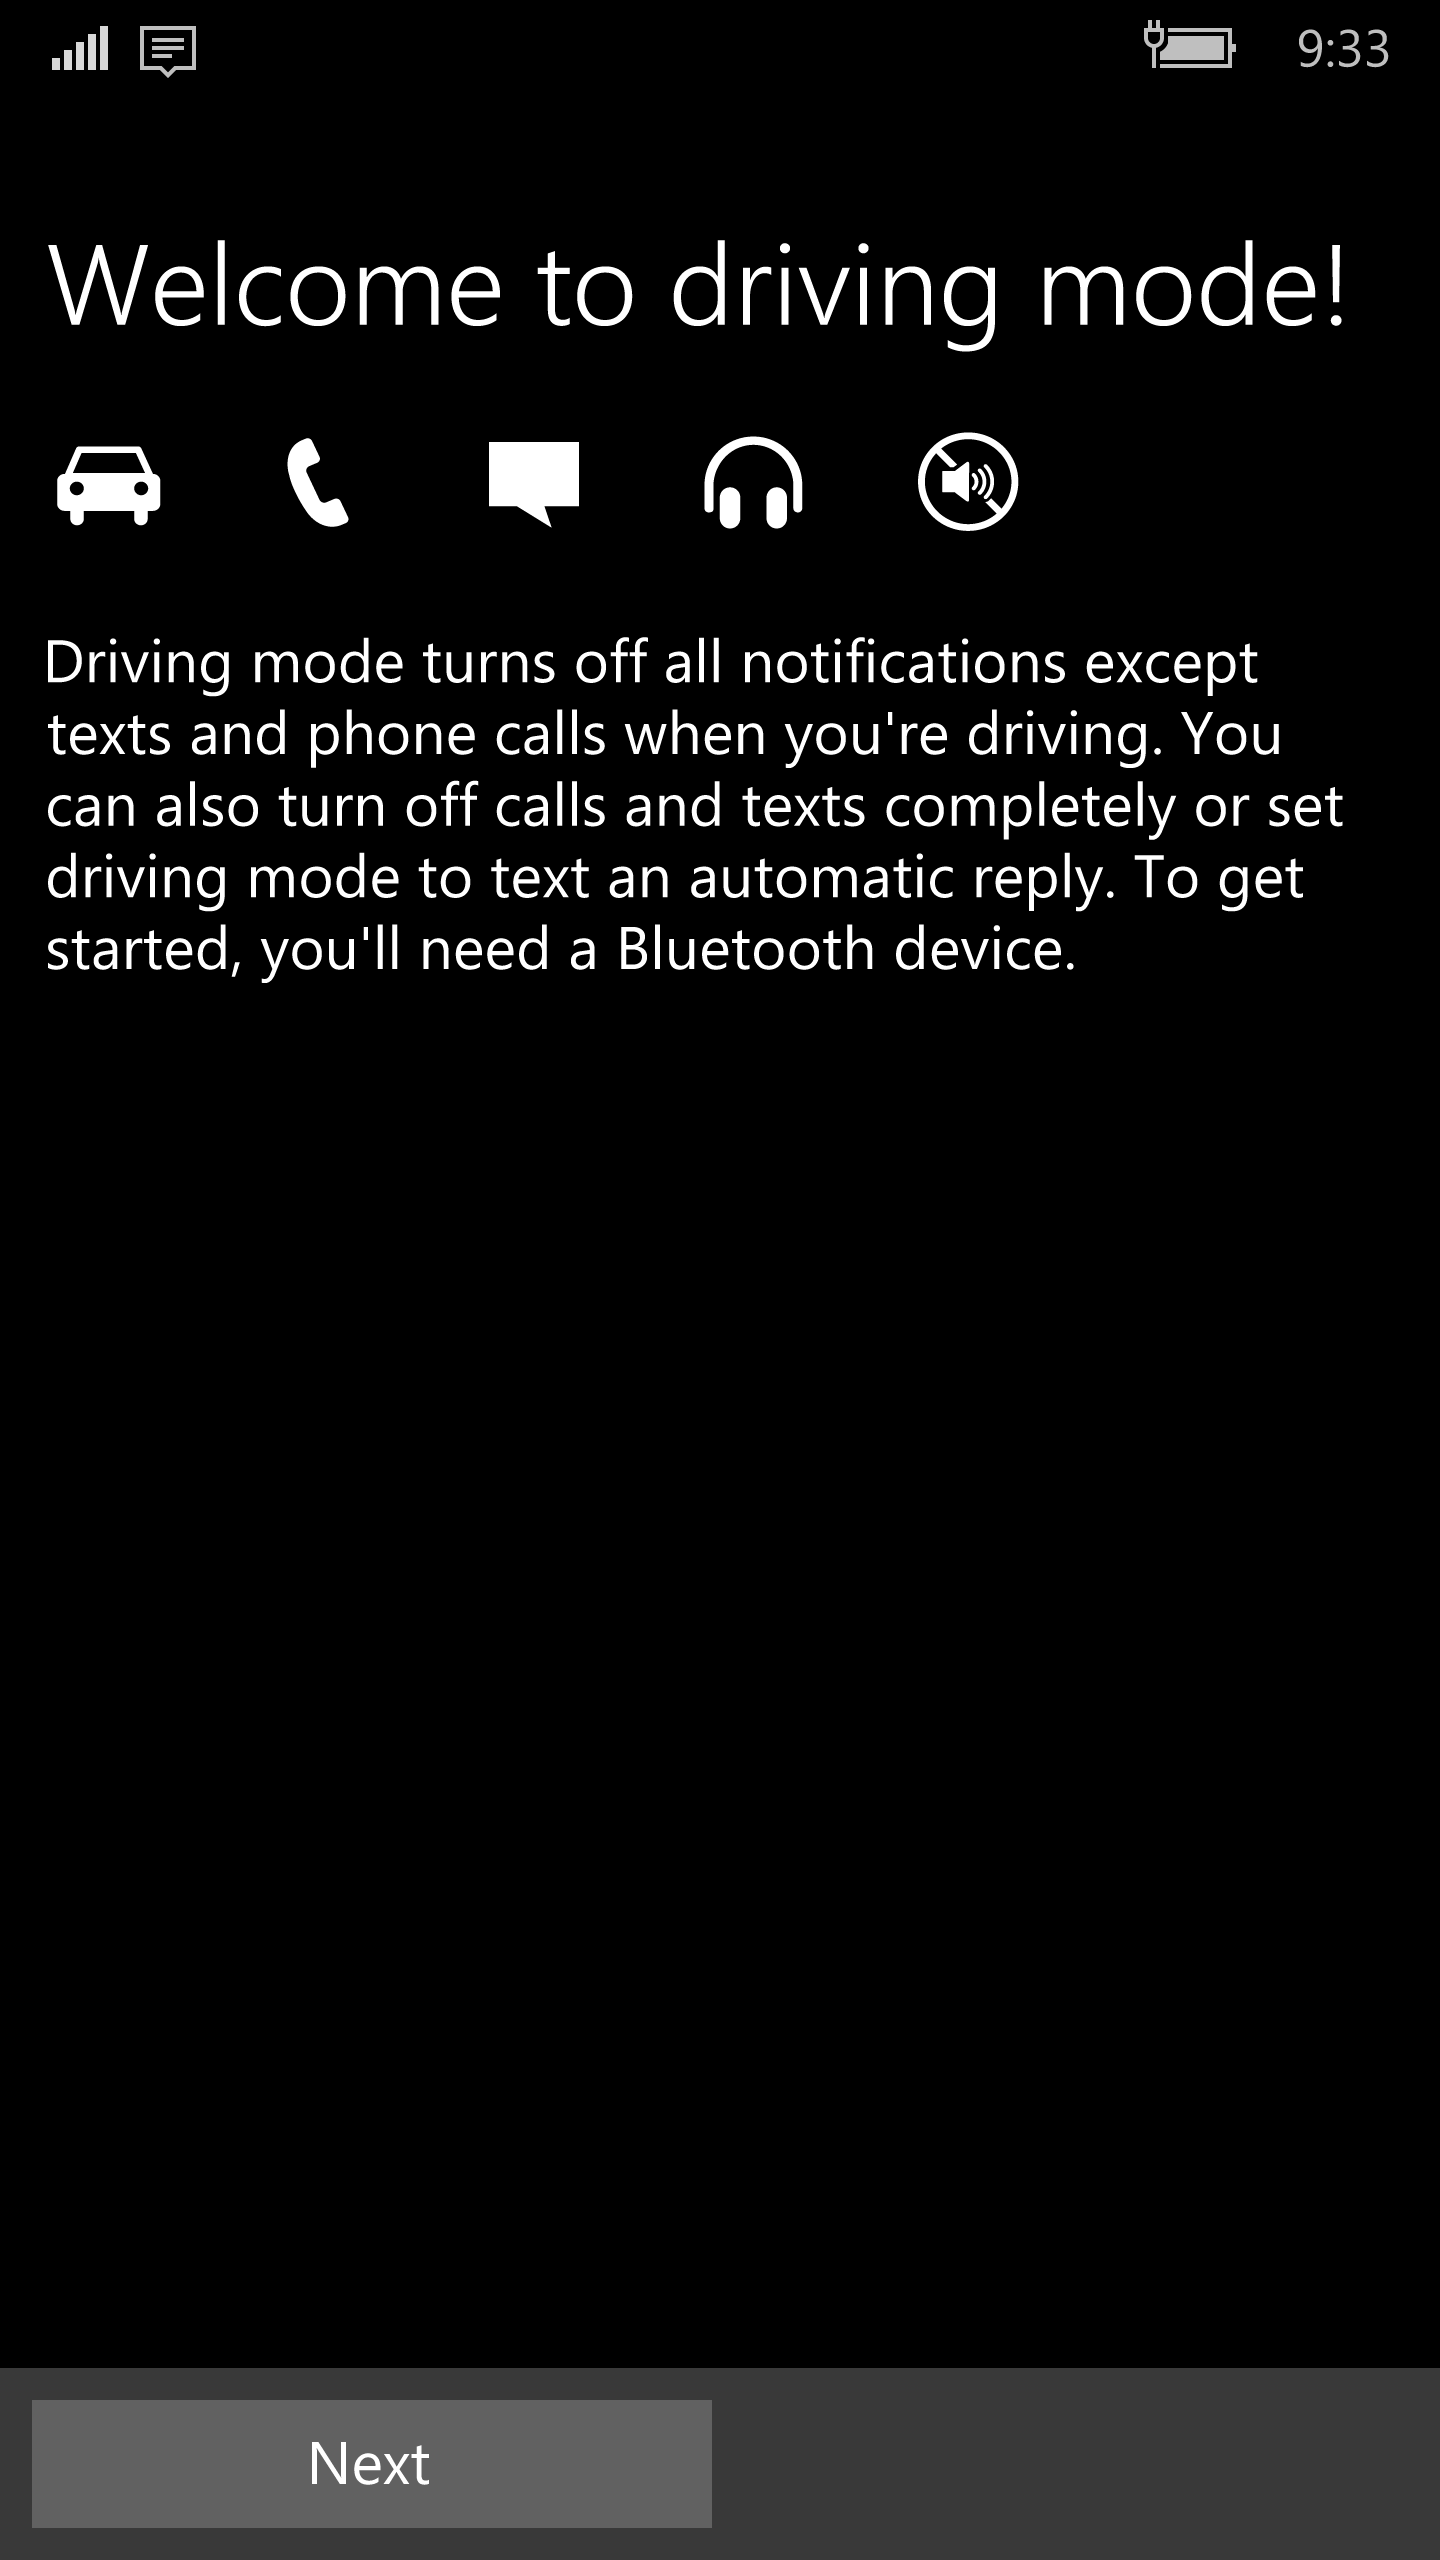 9:33
Welcome to driving mode!
Driving mode turns off all notifications except
texts and phone calls when you're driving. You
can also turn off calls and texts completely or set
driving mode to text an automatic reply. To get
started, you'll need a Bluetooth device.
Next